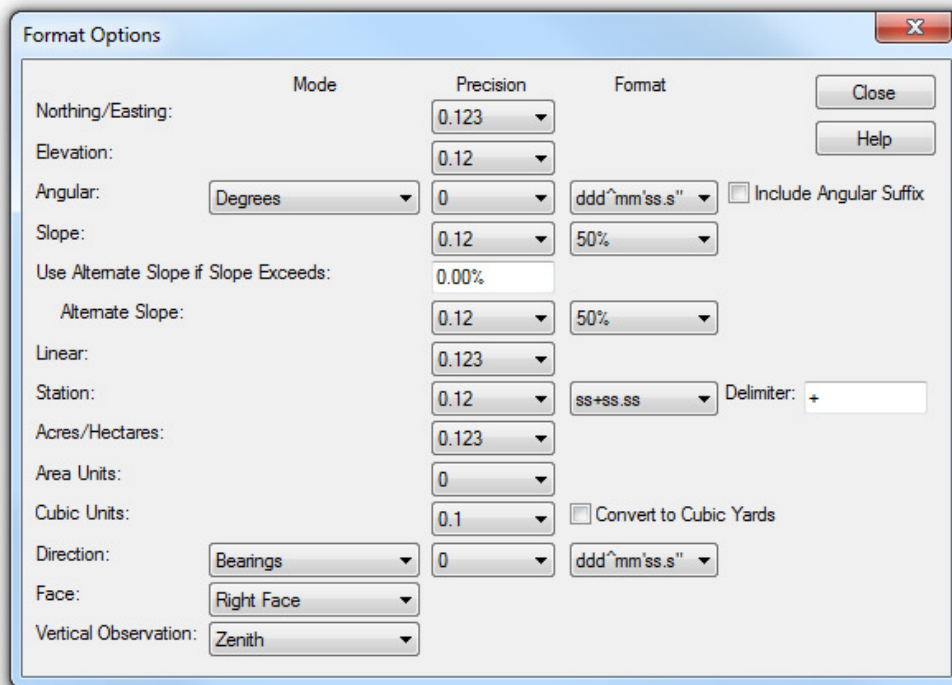 Format Options
X
Mode Precision Format
Close
Northing/Easting: 0.123
Help
Elevation: 0.12
Angular: Degrees 0 ddd^mm'ss.s" Include Angular Suffix
Slope: 0.12 50%
Use Alternate Slope if Slope Exceeds: 0.00%
Alternate Slope: 0.12 50%
Linear: 0.123
Station: 0.12 ss+ss.ss Delimiter: +
Acres/Hectares: 0.123
Area Units: 0
Cubic Units: 0.1 Convert to Cubic Yards
Direction: Bearings 0 ddd^mm'ss.s"
Face: Right Face
Vertical Observation: Zenith